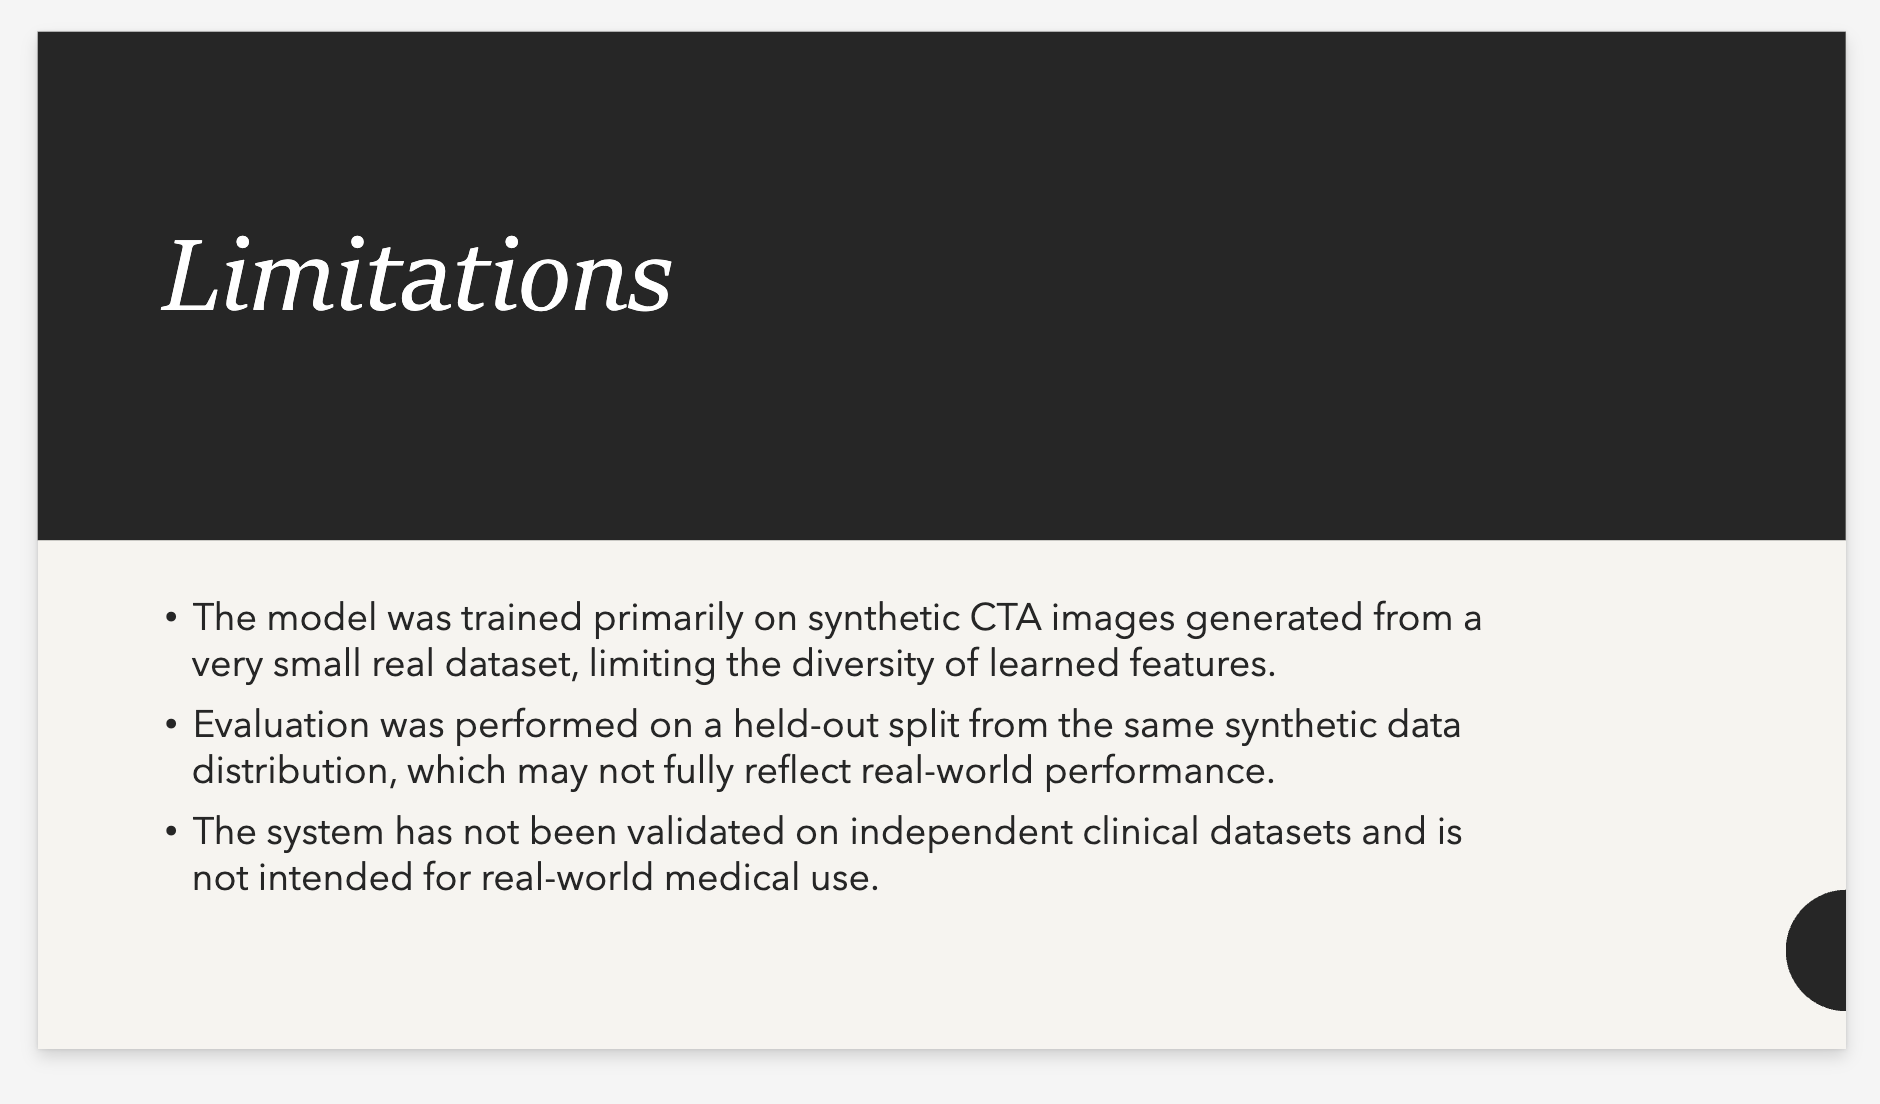 Limitations
• The model was trained primarily on synthetic CTA images generated from a
very small real dataset, limiting the diversity of learned features.
• Evaluation was performed on a held-out split from the same synthetic data
distribution, which may not fully reflect real-world performance.
• The system has not been validated on independent clinical datasets and is
not intended for real-world medical use.